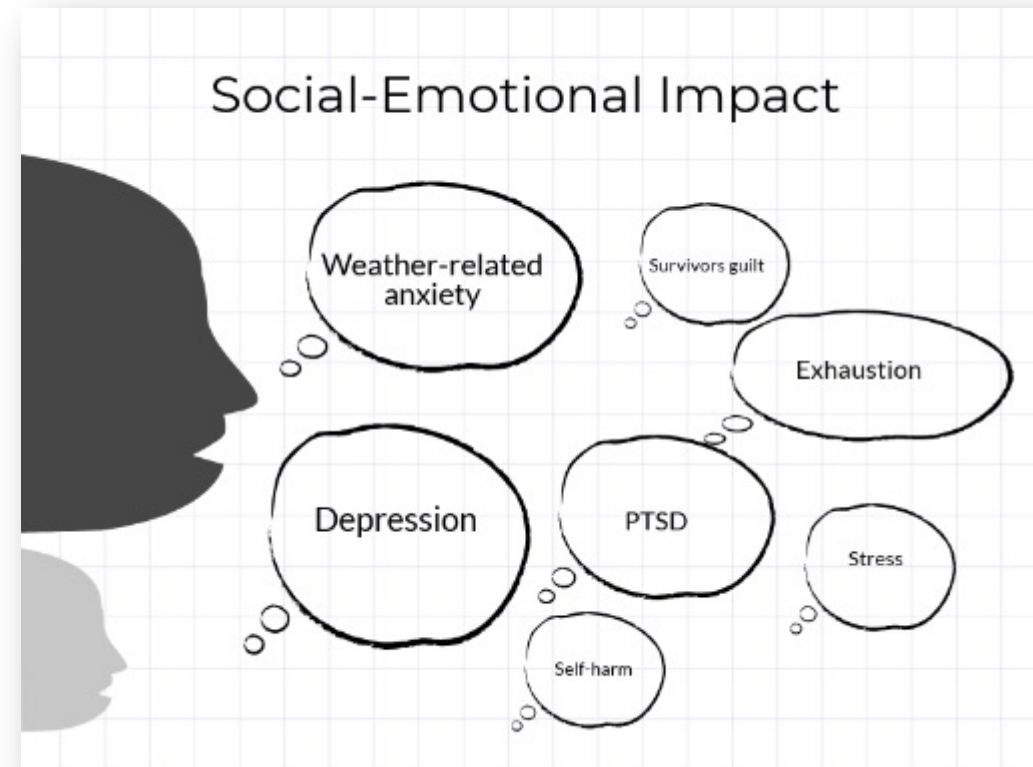 Social-Emotional Impact
Weather-related
anxiety
Survivors guilt
Exhaustion
Depression
PTSD
Stress
Self-harm